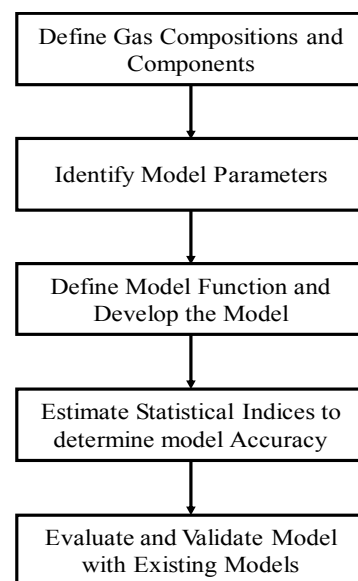 Define Gas Compositions and
Components
Identify Model Parameters
Define Model Function and
Develop the Model
Estimate Statistical Indices to
determine model Accuracy
Evaluate and Validate Model
with Existing Models